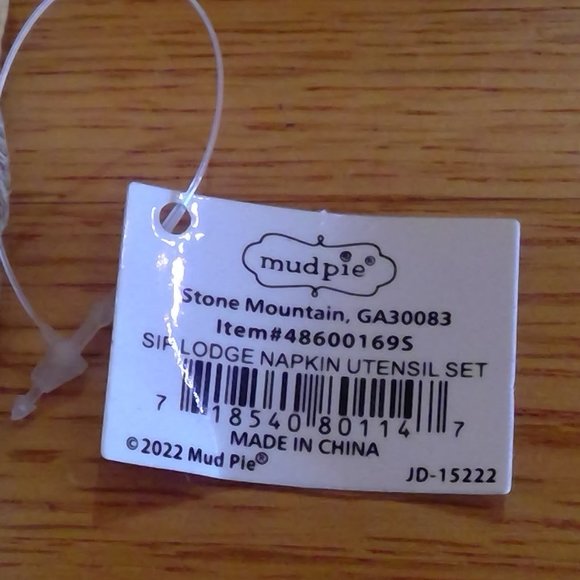 mudpie®
Stone Mountain, GA30083
Item#48600169S
SIP LODGE NAPKIN UTENSIL SET
7 18540 80114 7
MADE IN CHINA
©2022 Mud Pie®
JD-15222